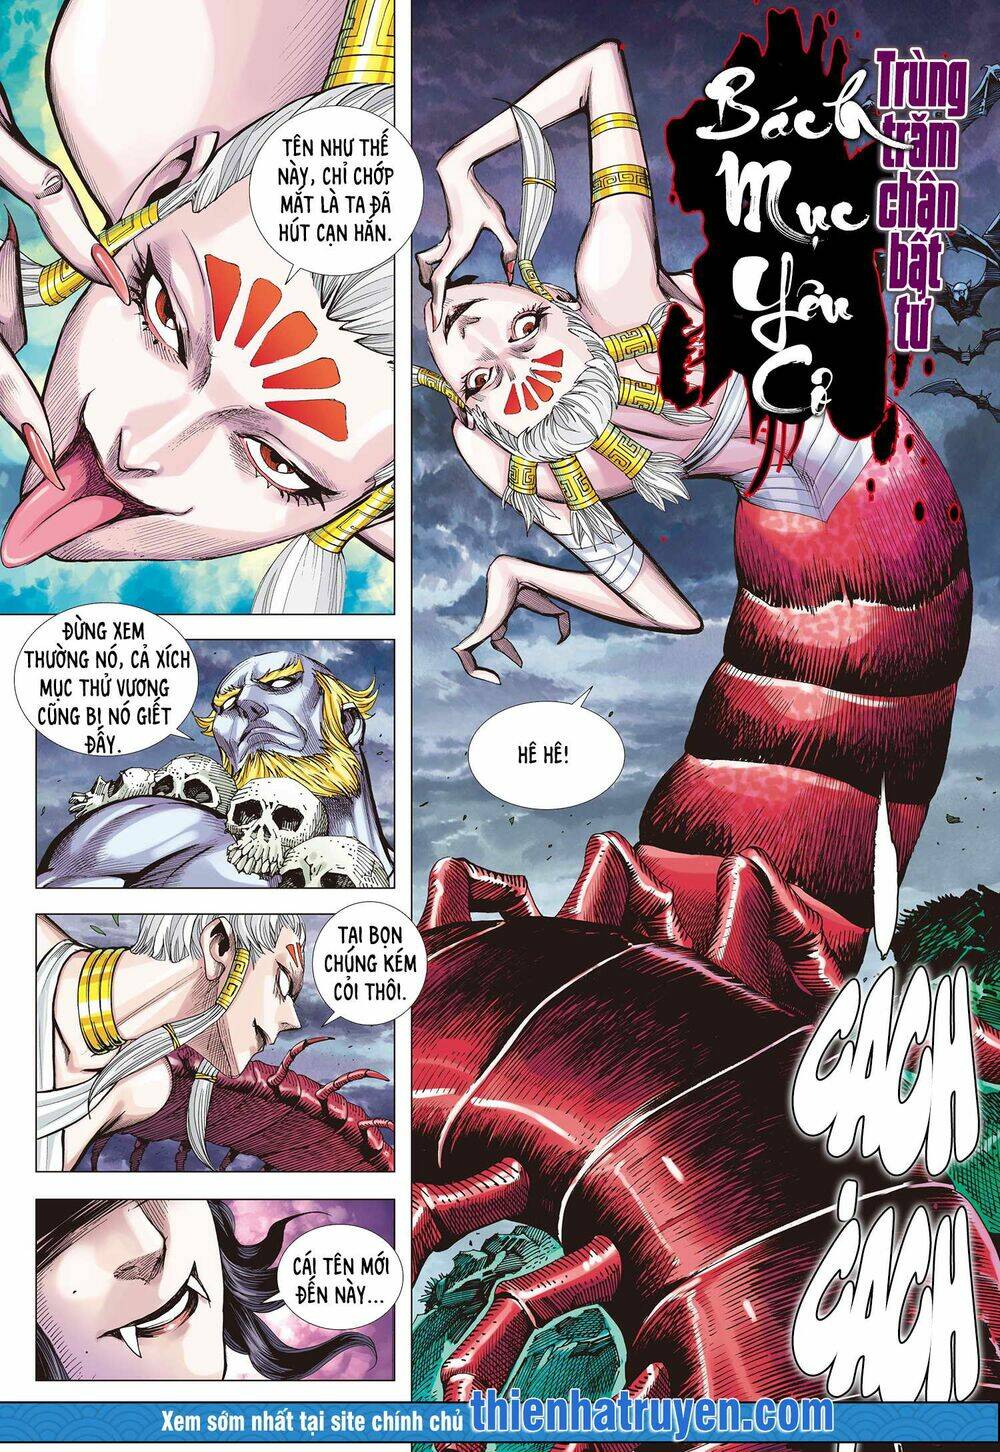 TÊN NHƯ THẾ
NÀY, CHỈ CHỚP
MẮT LÀ TA ĐÃ
HÚT CẠN HẮN.
Bách
Mục
Yêu
Cô
Trùng
trăm
chân
bất
tử
ĐỪNG XEM
THƯỜNG NÓ, CẢ XÍCH
MỤC THỬ VƯƠNG
CŨNG BỊ NÓ GIẾT
ĐẤY.
HÊ HÊ!
TẠI BỌN
CHÚNG KÉM
CỎI THÔI.
CẠCH
CẠCH
CÁI TÊN MỚI
ĐẾN NÀY...
Xem sớm nhất tại site chính chủ thienhatruyen.com